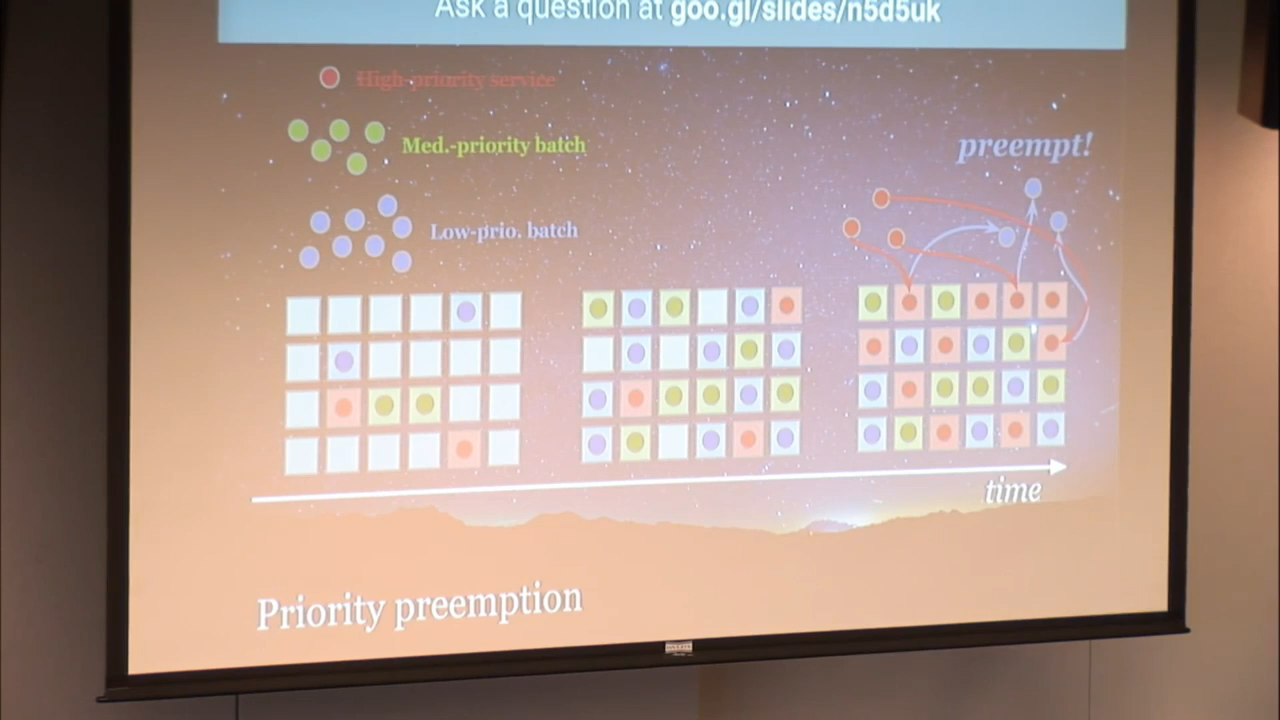 Ask a question at goo.gl/slides/n5d5uk
High-priority service
Med.-priority batch
preempt!
Low-prio. batch
time
Priority preemption